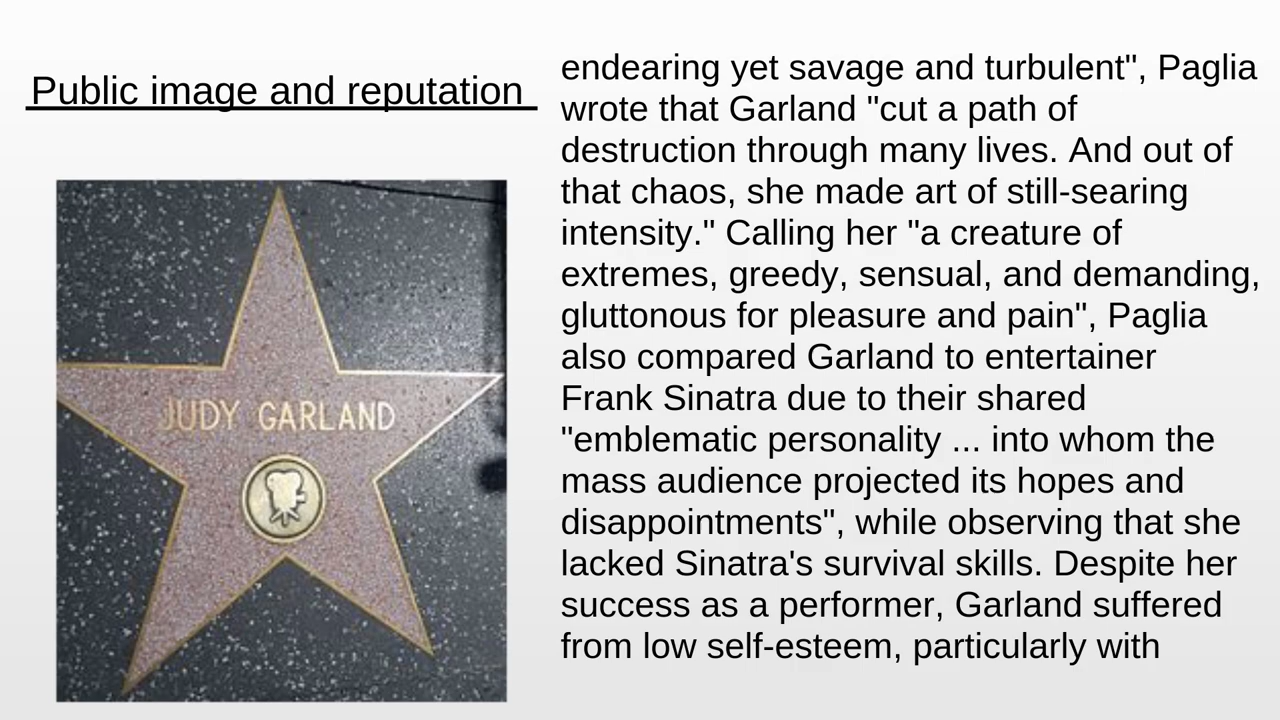 Public image and reputation
JUDY GARLAND
endearing yet savage and turbulent", Paglia
wrote that Garland "cut a path of
destruction through many lives. And out of
that chaos, she made art of still-searing
intensity." Calling her "a creature of
extremes, greedy, sensual, and demanding,
gluttonous for pleasure and pain", Paglia
also compared Garland to entertainer
Frank Sinatra due to their shared
"emblematic personality ... into whom the
mass audience projected its hopes and
disappointments", while observing that she
lacked Sinatra's survival skills. Despite her
success as a performer, Garland suffered
from low self-esteem, particularly with